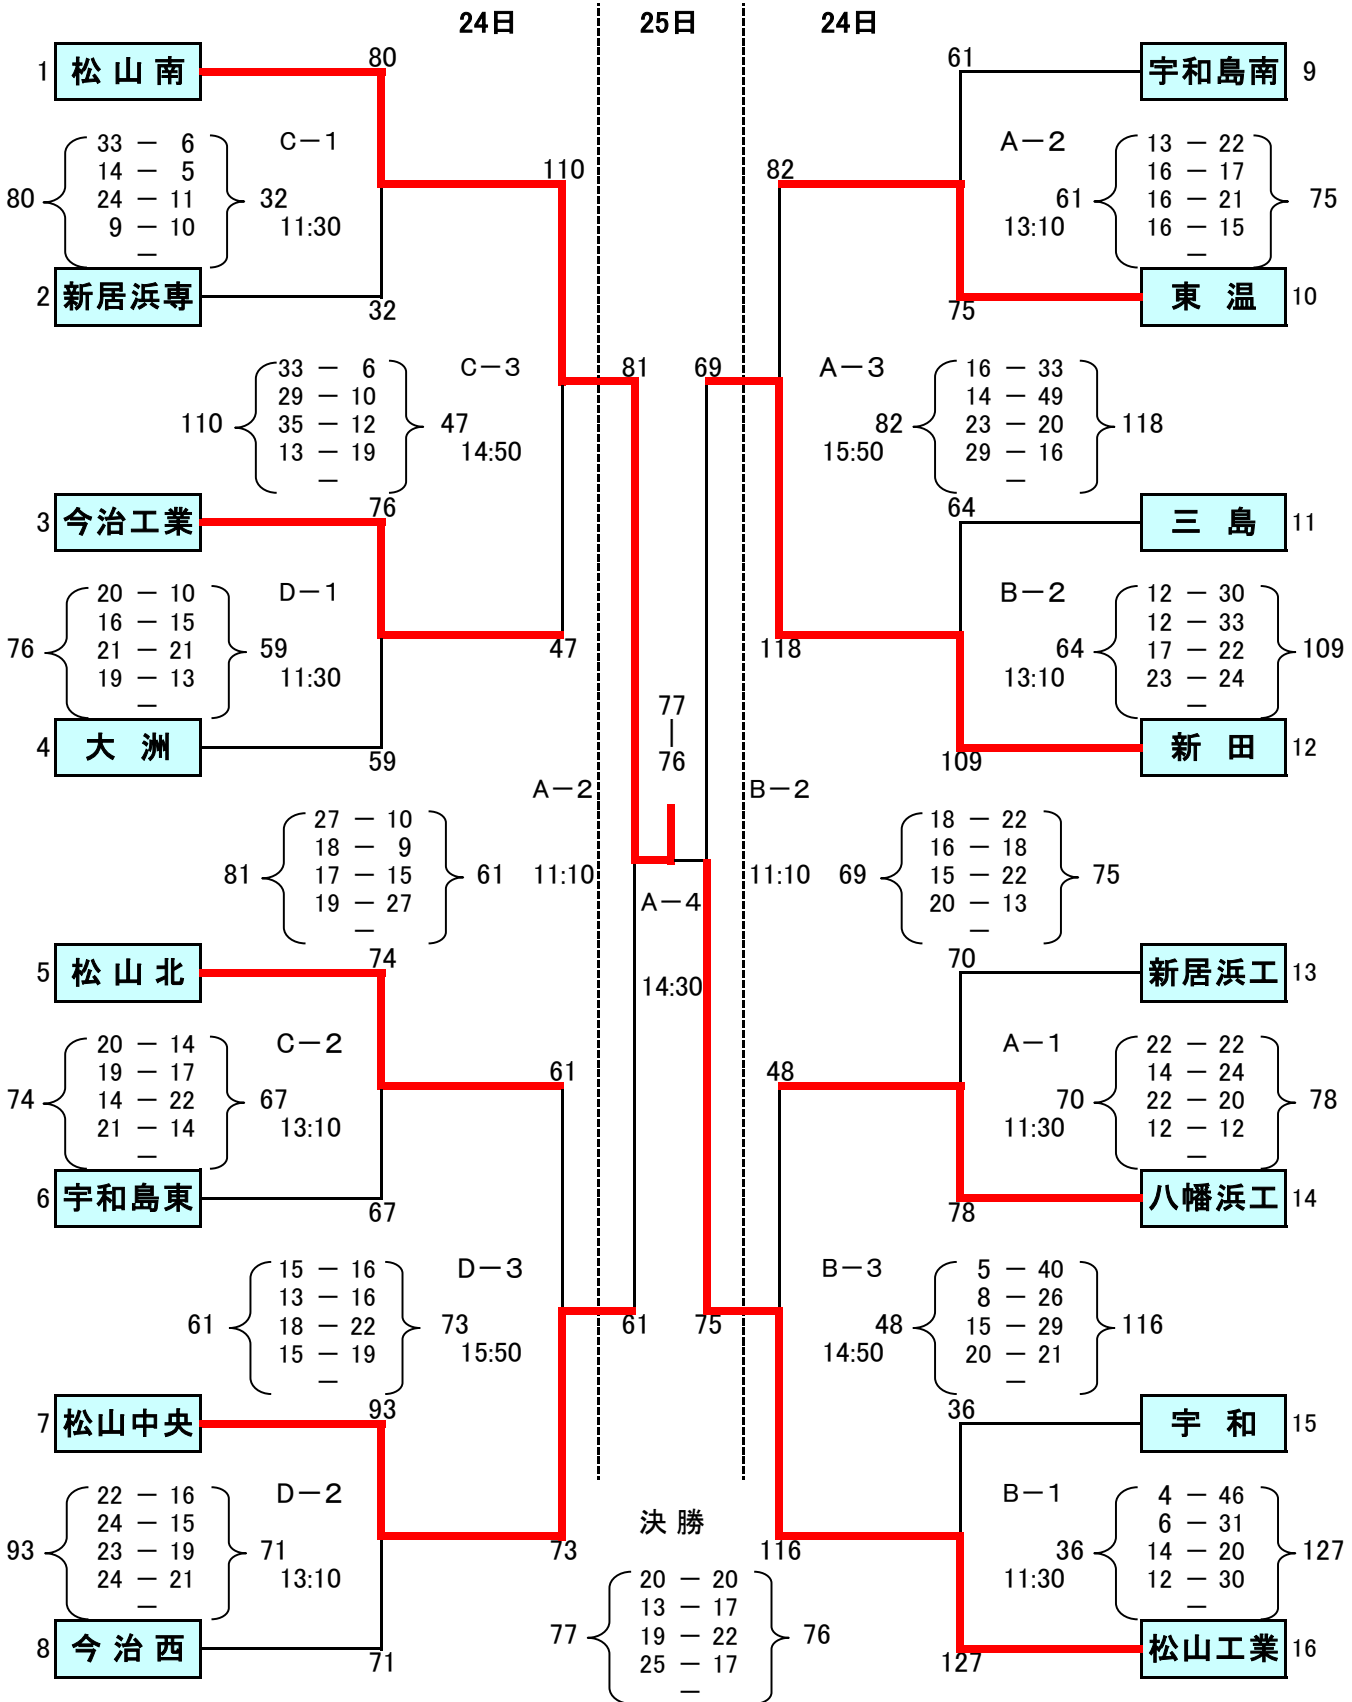 24日 25日 24日
80 61
1 松山南 宇和島南 9
33 － 6 C－1 A－2 13 － 22
14 － 5 110 82 16 － 17
80 24 － 11 32 61 16 － 21 75
9 － 10 11:30 13:10 16 － 15
－ －
2 新居浜専 東温 10
32 75
33 － 6 C－3 81 69 A－3 16 － 33
29 － 10 14 － 49
110 35 － 12 47 82 23 － 20 118
13 － 19 14:50 15:50 29 － 16
－ －
76 64
3 今治工業 三島 11
20 － 10 D－1 B－2 12 － 30
16 － 15 12 － 33
76 21 － 21 59 47 118 64 17 － 22 109
19 － 13 11:30 13:10 23 － 24
－ －
77
｜
4 大洲 新田 12
59 76 109
A－2 B－2
27 － 10 18 － 22
18 － 9 16 － 18
81 17 － 15 61 11:10 11:10 69 15 － 22 75
19 － 27 A－4 20 － 13
－ －
74 70
5 松山北 新居浜工 13
14:30
20 － 14 C－2 A－1 22 － 22
19 － 17 61 48 14 － 24
74 14 － 22 67 70 22 － 20 78
21 － 14 13:10 11:30 12 － 12
－ －
6 宇和島東 八幡浜工 14
67 78
15 － 16 D－3 B－3 5 － 40
13 － 16 8 － 26
61 18 － 22 73 61 75 48 15 － 29 116
15 － 19 15:50 14:50 20 － 21
－ －
93 36
7 松山中央 宇和 15
22 － 16 D－2 B－1 4 － 46
24 － 15 決勝 6 － 31
93 23 － 19 71 73 116 36 14 － 20 127
24 － 21 13:10 11:30 12 － 30
－ －
20 － 20
13 － 17
77 19 － 22 76
8 今治西 松山工業 16
71 25 － 17 127
－